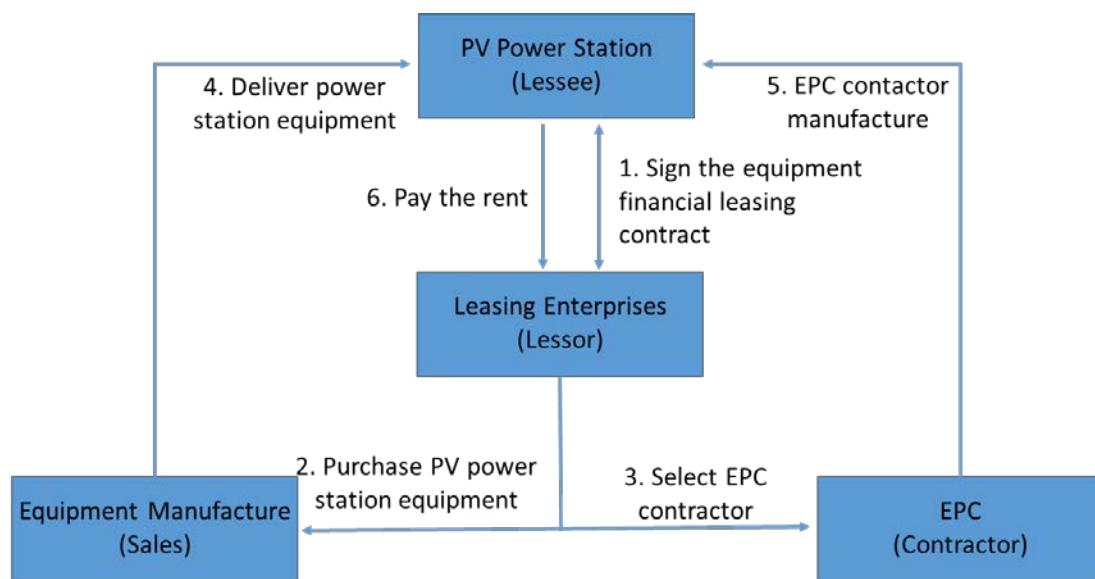 PV Power Station
(Lessee)
4. Deliver power
station equipment
5. EPC contactor
manufacture
6. Pay the rent
1. Sign the equipment
financial leasing
contract
Leasing Enterprises
(Lessor)
2. Purchase PV power
station equipment
3. Select EPC
contractor
Equipment Manufacture
(Sales)
EPC
(Contractor)